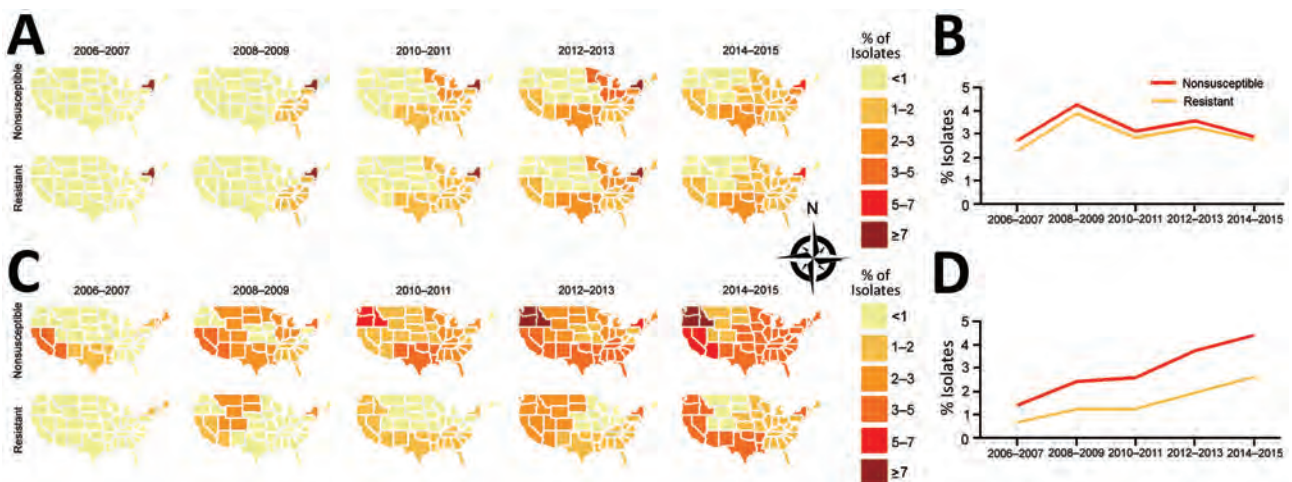 A
2006–2007
2008–2009
2010–2011
2012–2013
2014–2015
Nonsusceptible
Resistant
% of
Isolates
<1
1–2
2–3
3–5
5–7
≥7
N
B
% Isolates
5
4
3
2
1
0
Nonsusceptible
Resistant
2006–2007
2008–2009
2010–2011
2012–2013
2014–2015
C
2006–2007
2008–2009
2010–2011
2012–2013
2014–2015
Nonsusceptible
Resistant
% of
Isolates
<1
1–2
2–3
3–5
5–7
≥7
D
% Isolates
5
4
3
2
1
0
2006–2007
2008–2009
2010–2011
2012–2013
2014–2015